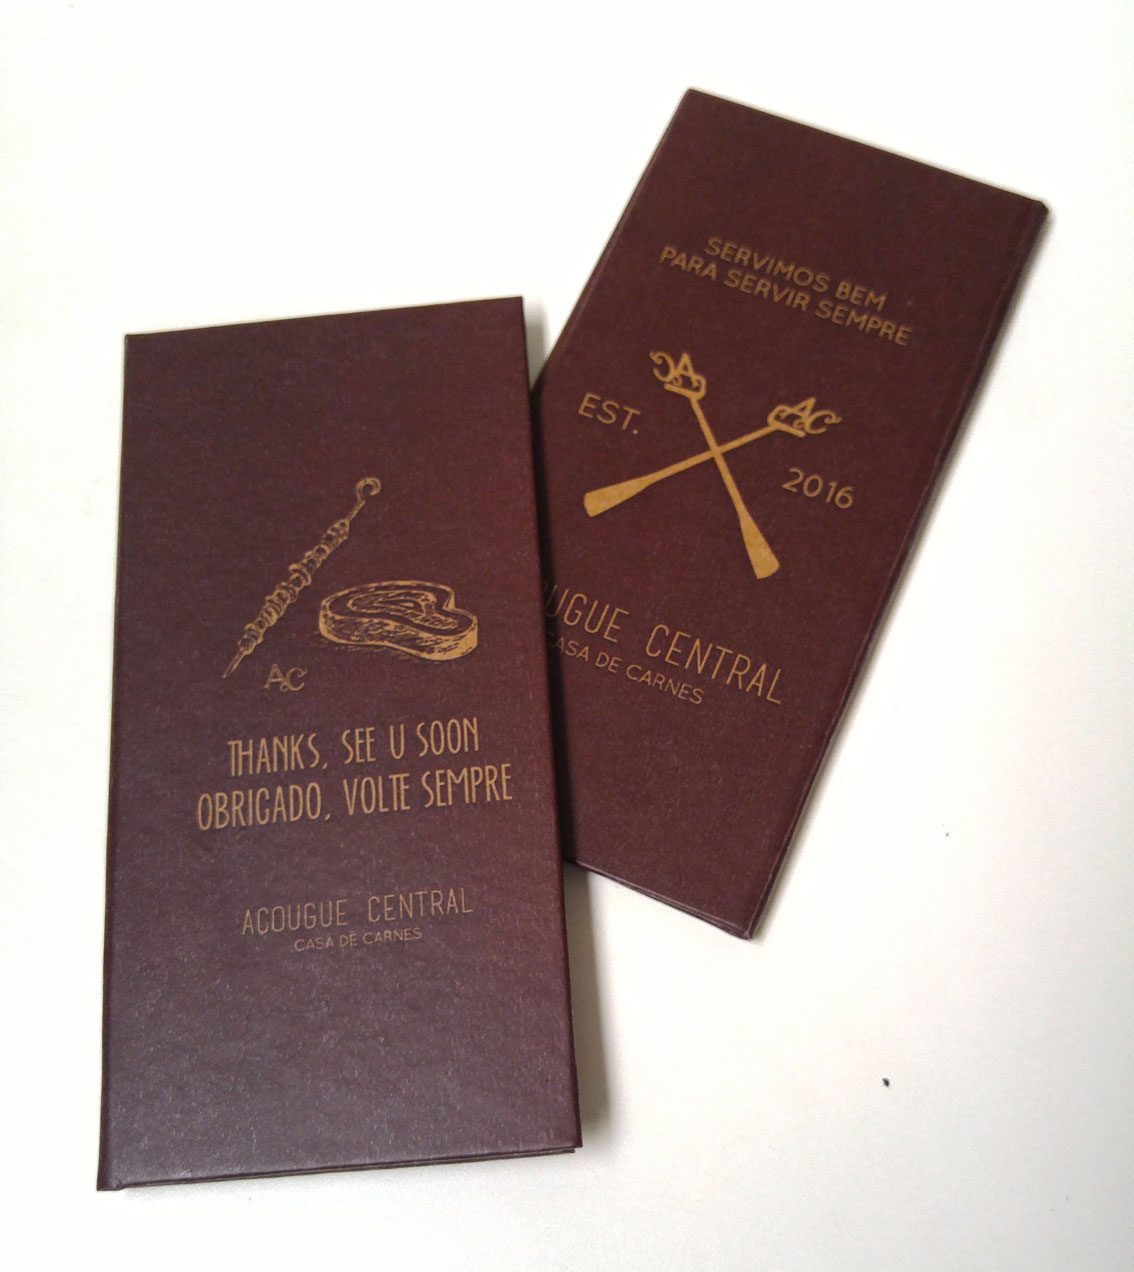 AC
THANKS, SEE U SOON
OBRIGADO, VOLTE SEMPRE
AÇOUGUE CENTRAL
CASA DE CARNES
SERVIMOS BEM
PARA SERVIR SEMPRE
AC
AC
EST.
2016
OUGUE CENTRAL
CASA DE CARNES